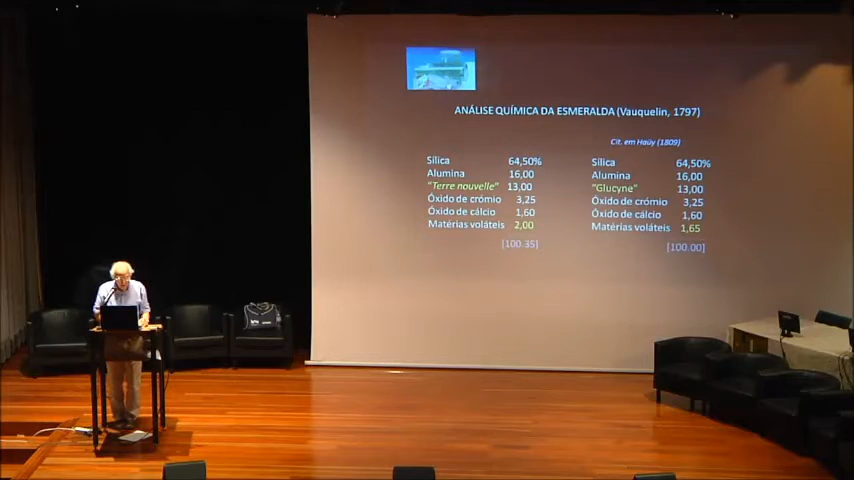 ANÁLISE QUÍMICA DA ESMERALDA (Vauquelin, 1797)
Cit. em Haüy (1809)
Sílica 64,50%
Alumina 16,00
"Terre nouvelle" 13,00
Óxido de crómio 3,25
Óxido de cálcio 1,60
Matérias voláteis 2,00
[100.35]
Sílica 64,50%
Alumina 16,00
"Glucyne" 13,00
Óxido de crómio 3,25
Óxido de cálcio 1,60
Matérias voláteis 1,65
[100.00]